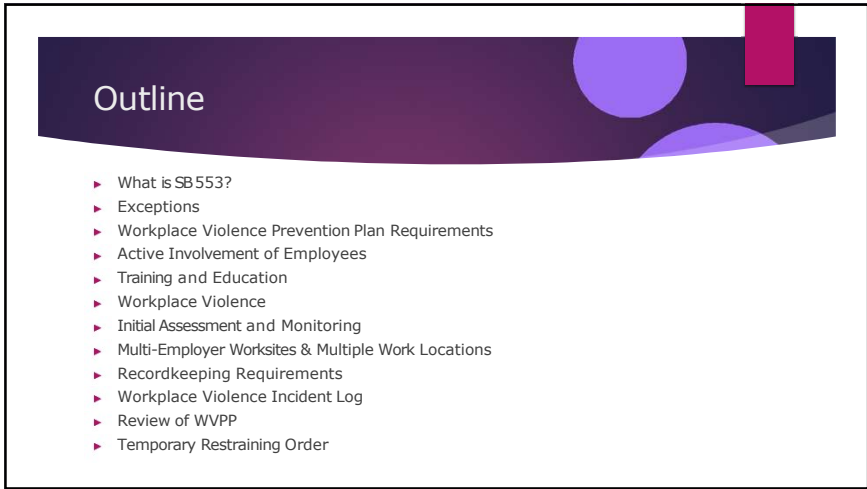 Outline
► What is SB 553?
► Exceptions
► Workplace Violence Prevention Plan Requirements
► Active Involvement of Employees
► Training and Education
► Workplace Violence
► Initial Assessment and Monitoring
► Multi-Employer Worksites & Multiple Work Locations
► Recordkeeping Requirements
► Workplace Violence Incident Log
► Review of WVPP
► Temporary Restraining Order